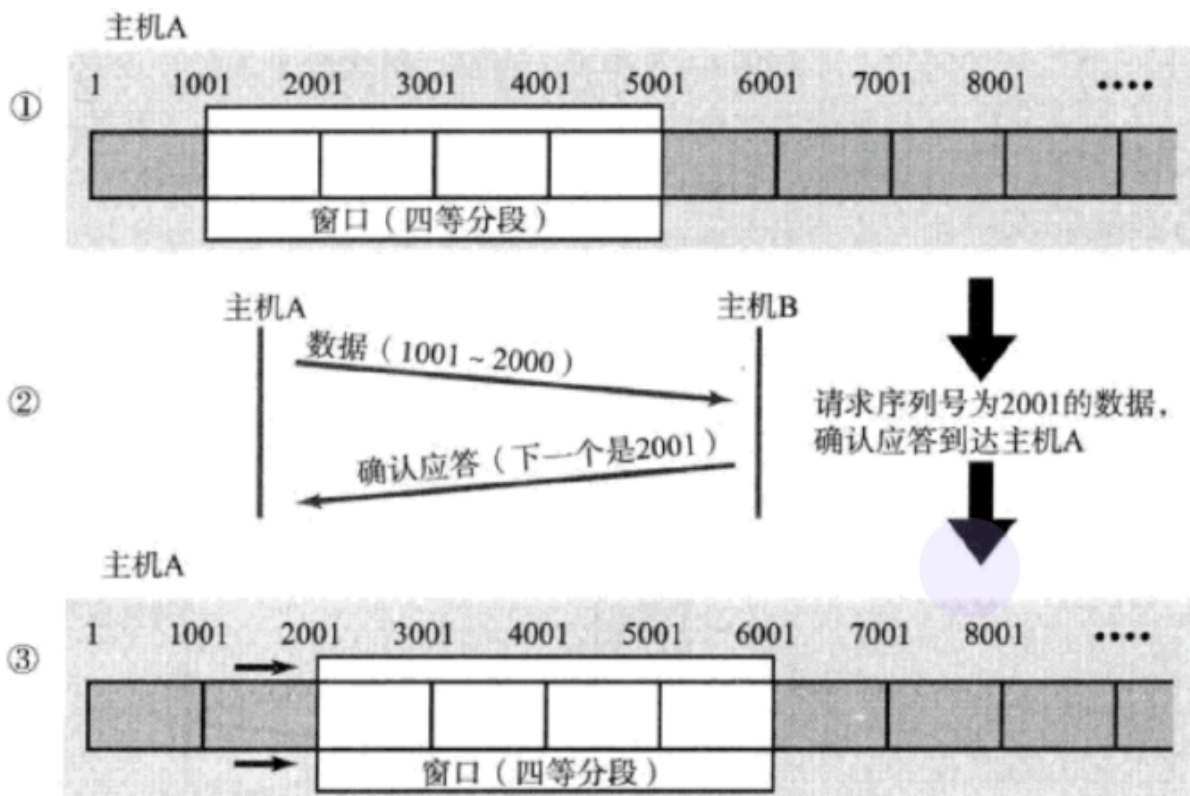 主机A
1 1001 2001 3001 4001 5001 6001 7001 8001 ····
①
窗口（四等分段）
主机A 主机B
数据（1001～2000）
②
请求序列号为2001的数据，
确认应答到达主机A
确认应答（下一个是2001）
主机A
1 1001 2001 3001 4001 5001 6001 7001 8001 ····
③
窗口（四等分段）